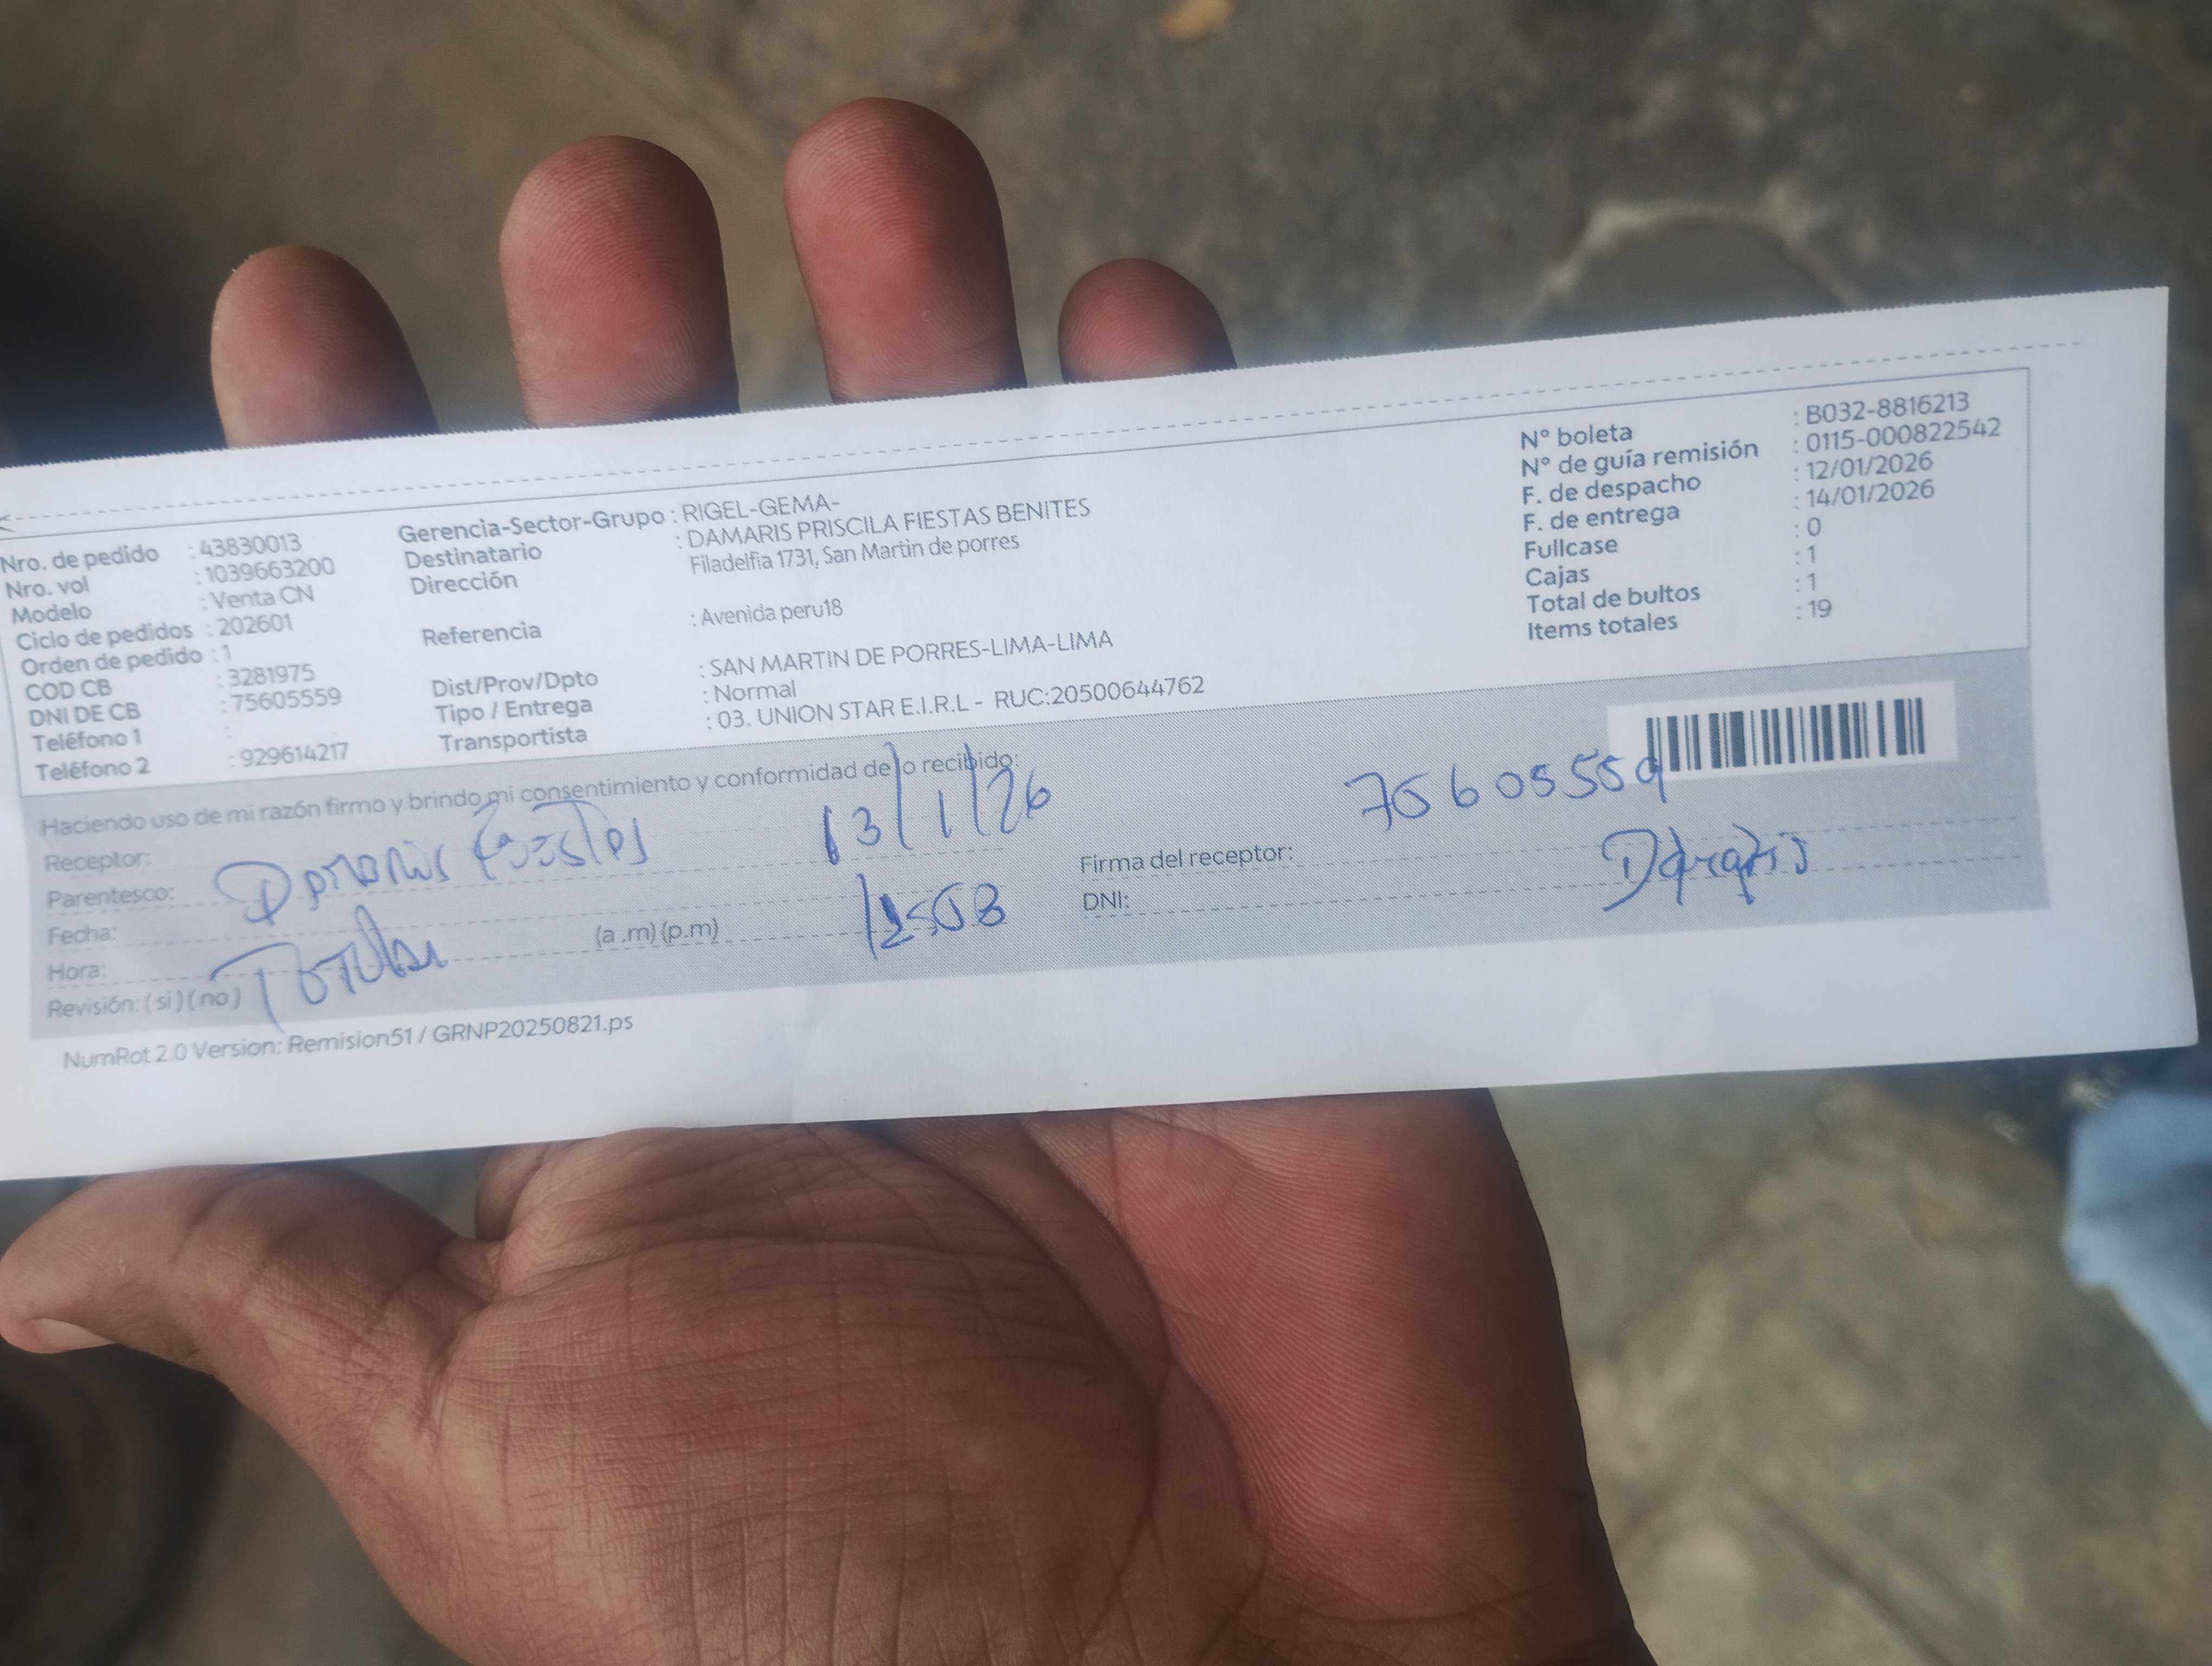 Nro. de pedido : 43830013
Nro. vol : 1039663200
Modelo : Venta CN
Ciclo de pedidos : 202601
Orden de pedido : 1
COD CB : 3281975
DNI DE CB : 75605559
Teléfono 1 :
Teléfono 2 : 929614217
Gerencia-Sector-Grupo : RIGEL-GEMA-
Destinatario : DAMARIS PRISCILA FIESTAS BENITES
Dirección Filadelfia 1731, San Martin de porres
Referencia : Avenida peru18
Dist/Prov/Dpto : SAN MARTIN DE PORRES-LIMA-LIMA
Tipo / Entrega : Normal
Transportista : 03. UNION STAR E.I.R.L - RUC:20500644762
N° boleta : B032-8816213
N° de guía remisión : 0115-000822542
F. de despacho : 12/01/2026
F. de entrega : 14/01/2026
Fullcase : 0
Cajas : 1
Total de bultos : 1
Items totales : 19
Haciendo uso de mi razón firmo y brindo mi consentimiento y conformidad de lo recibido:
Receptor: Damaris Fiestas 13/1/26
Parentesco:
Fecha:
Hora: Titular (a .m) (p.m)
Revisión: ( si ) ( no )
Firma del receptor: 75605559
DNI: Damaris
NumRot 2.0 Version: Remision51 / GRNP20250821.ps